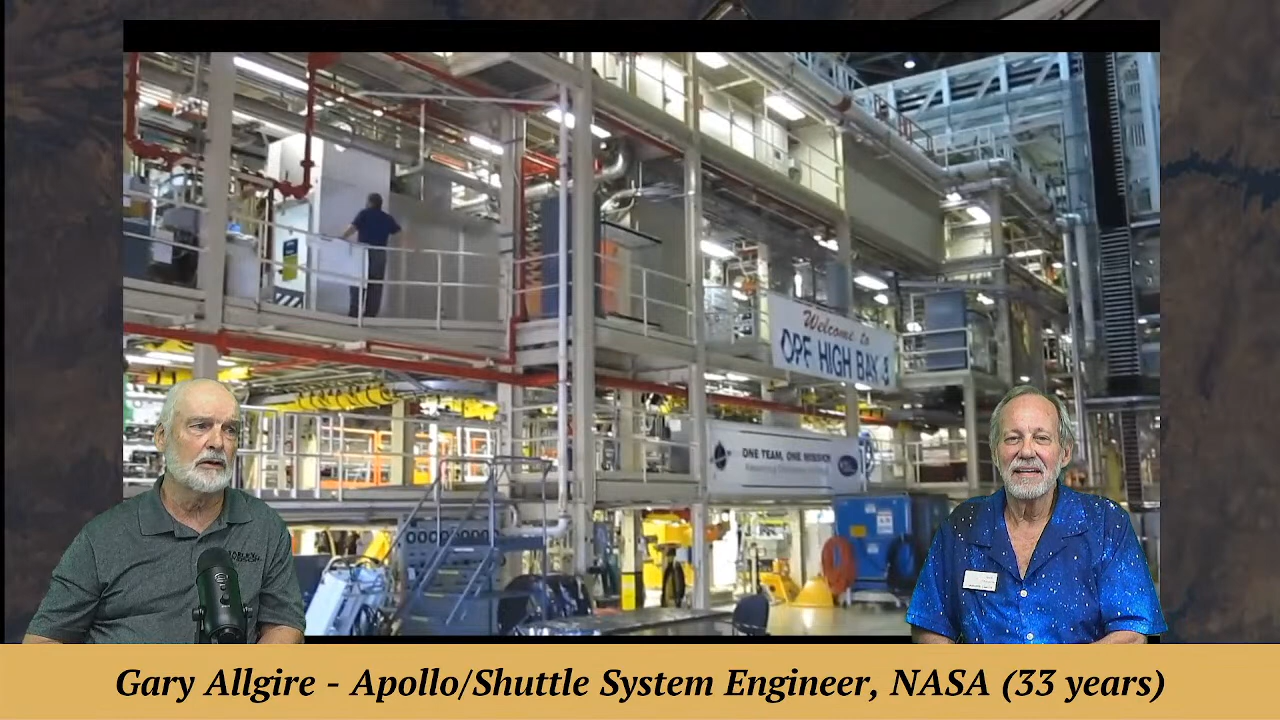 Welcome to
OPF HIGH BAY 3
ONE TEAM, ONE MISSION
Gary Allgire - Apollo/Shuttle System Engineer, NASA (33 years)